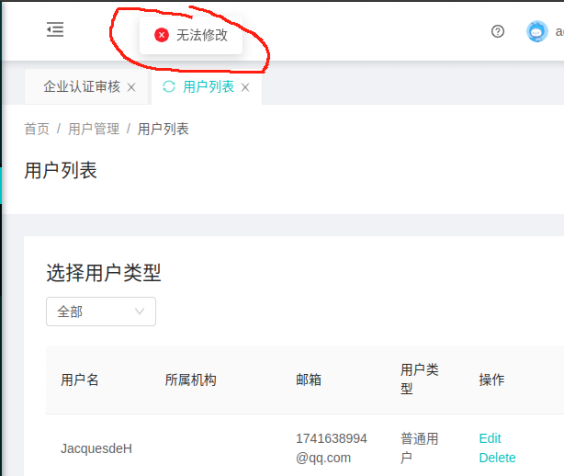 无法修改
企业认证审核
用户列表
首页 / 用户管理 / 用户列表
用户列表
选择用户类型
全部
用户名 所属机构 邮箱 用户类
型 操作
JacquesdeH 1741638994
@qq.com 普通用
户 Edit
Delete